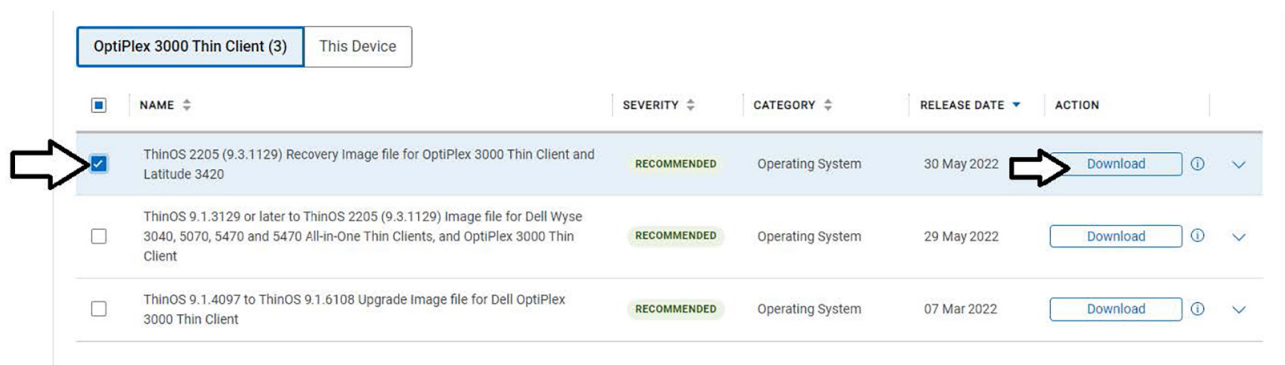 OptiPlex 3000 Thin Client (3) This Device
NAME SEVERITY CATEGORY RELEASE DATE ACTION
ThinOS 2205 (9.3.1129) Recovery Image file for OptiPlex 3000 Thin Client and
Latitude 3420
RECOMMENDED Operating System 30 May 2022 Download
ThinOS 9.1.3129 or later to ThinOS 2205 (9.3.1129) Image file for Dell Wyse
3040, 5070, 5470 and 5470 All-in-One Thin Clients, and OptiPlex 3000 Thin
Client
RECOMMENDED Operating System 29 May 2022 Download
ThinOS 9.1.4097 to ThinOS 9.1.6108 Upgrade Image file for Dell OptiPlex
3000 Thin Client
RECOMMENDED Operating System 07 Mar 2022 Download